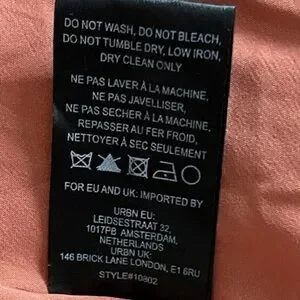 DO NOT WASH, DO NOT BLEACH,
DO NOT TUMBLE DRY, LOW IRON,
DRY CLEAN ONLY
NE PAS LAVER À LA MACHINE,
NE PAS JAVELLISER,
NE PAS SECHER À LA MACHINE,
REPASSER AU FER FROID,
NETTOYER À SEC SEULEMENT
FOR EU AND UK: IMPORTED BY
URBN EU:
LEIDSESTRAAT 32,
1017PB AMSTERDAM,
NETHERLANDS
URBN UK:
146 BRICK LANE LONDON, E1 6RU
STYLE#10802